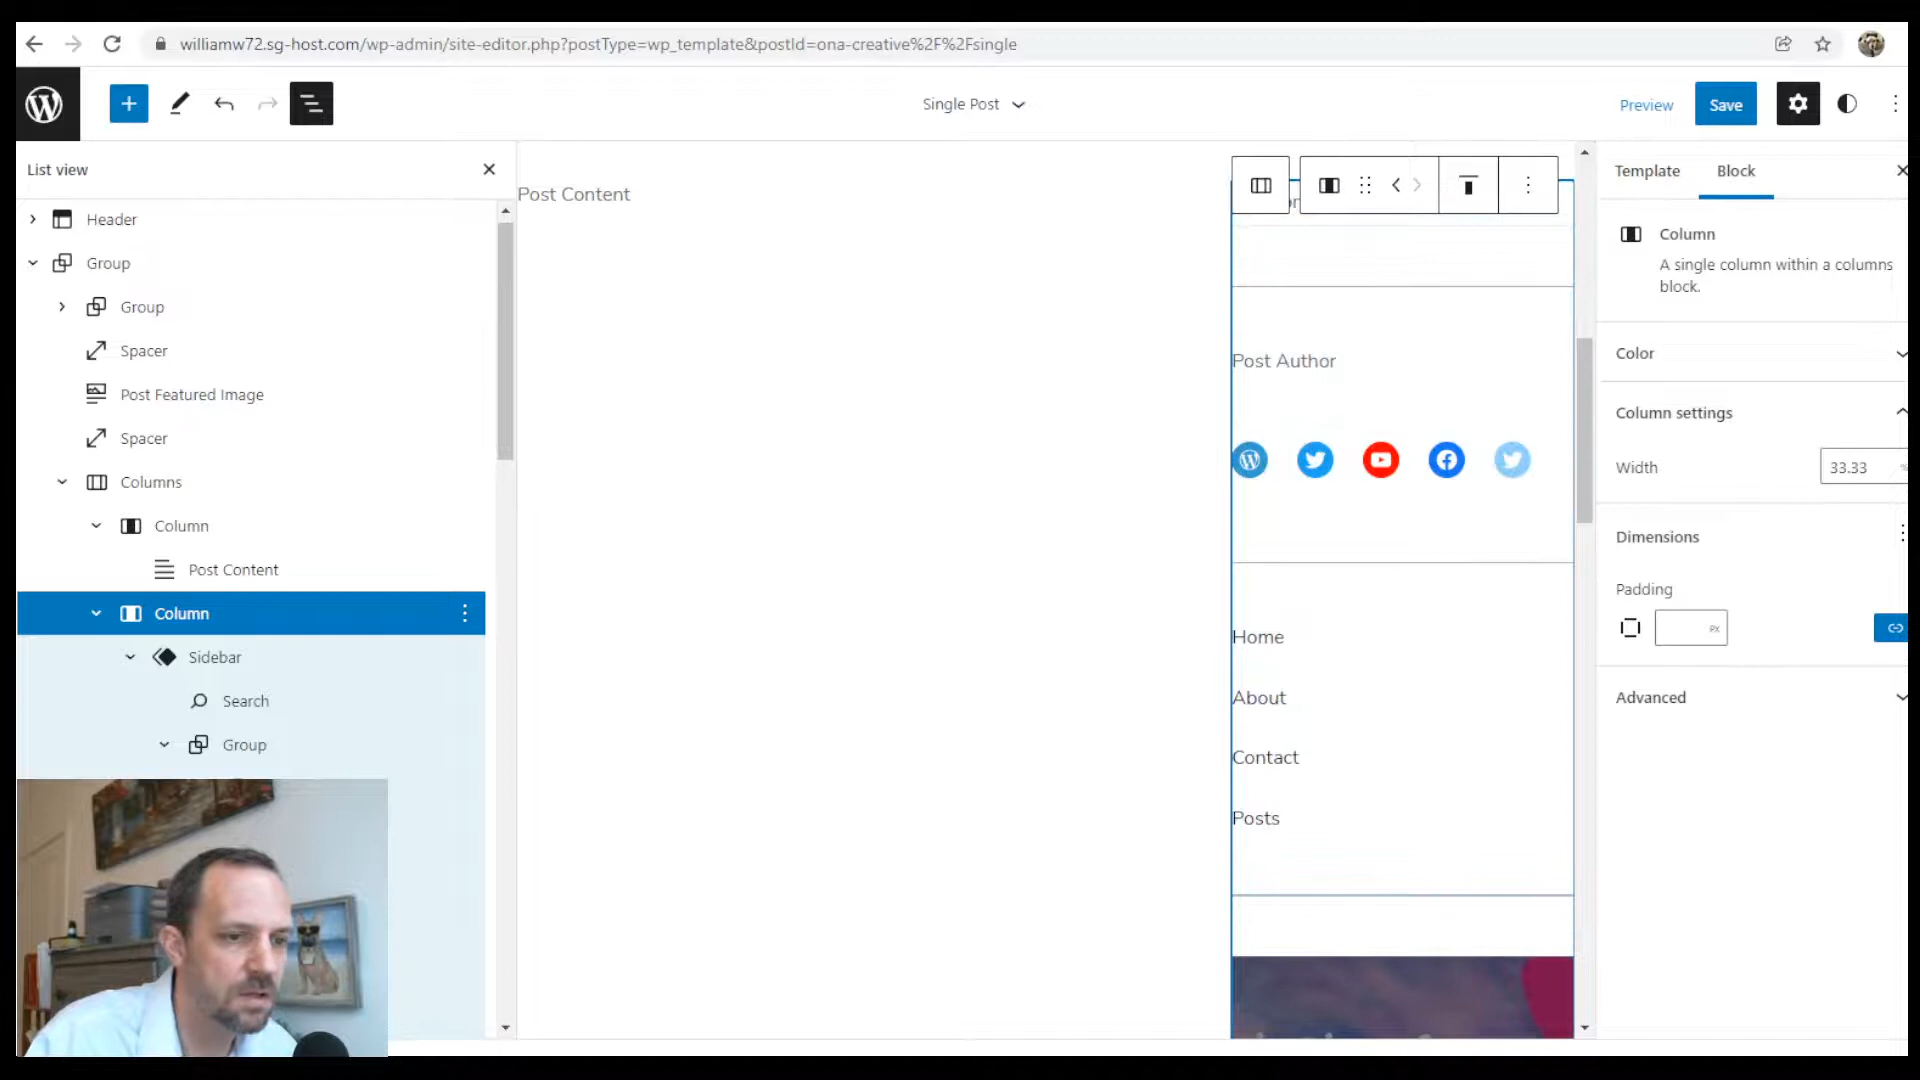 williamw72.sg-host.com/wp-admin/site-editor.php?postType=wp_template&postId=ona-creative%2F%2Fsingle
Single Post
Preview
Save
List view
Header
Group
Group
Spacer
Post Featured Image
Spacer
Columns
Column
Post Content
Column
Sidebar
Search
Group
Post Content
Post Author
Home
About
Contact
Posts
Template
Block
Column
A single column within a columns
block.
Color
Column settings
Width
33.33
Dimensions
Padding
PX
Advanced